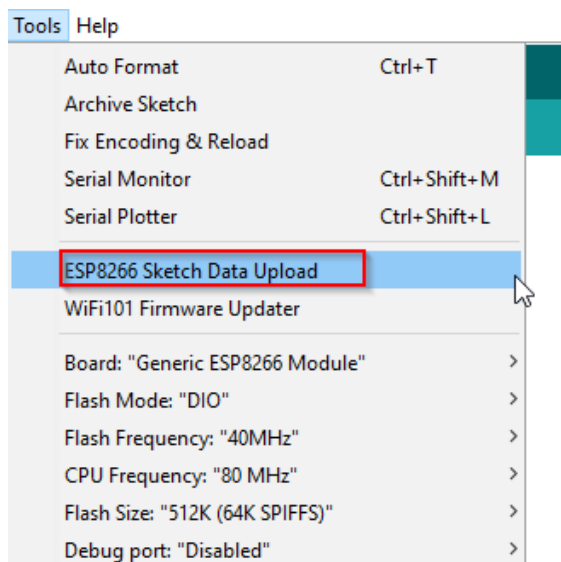 Tools Help
Auto Format Ctrl+T
Archive Sketch
Fix Encoding & Reload
Serial Monitor Ctrl+Shift+M
Serial Plotter Ctrl+Shift+L
ESP8266 Sketch Data Upload
WiFi101 Firmware Updater
Board: "Generic ESP8266 Module"
Flash Mode: "DIO"
Flash Frequency: "40MHz"
CPU Frequency: "80 MHz"
Flash Size: "512K (64K SPIFFS)"
Debug port: "Disabled"